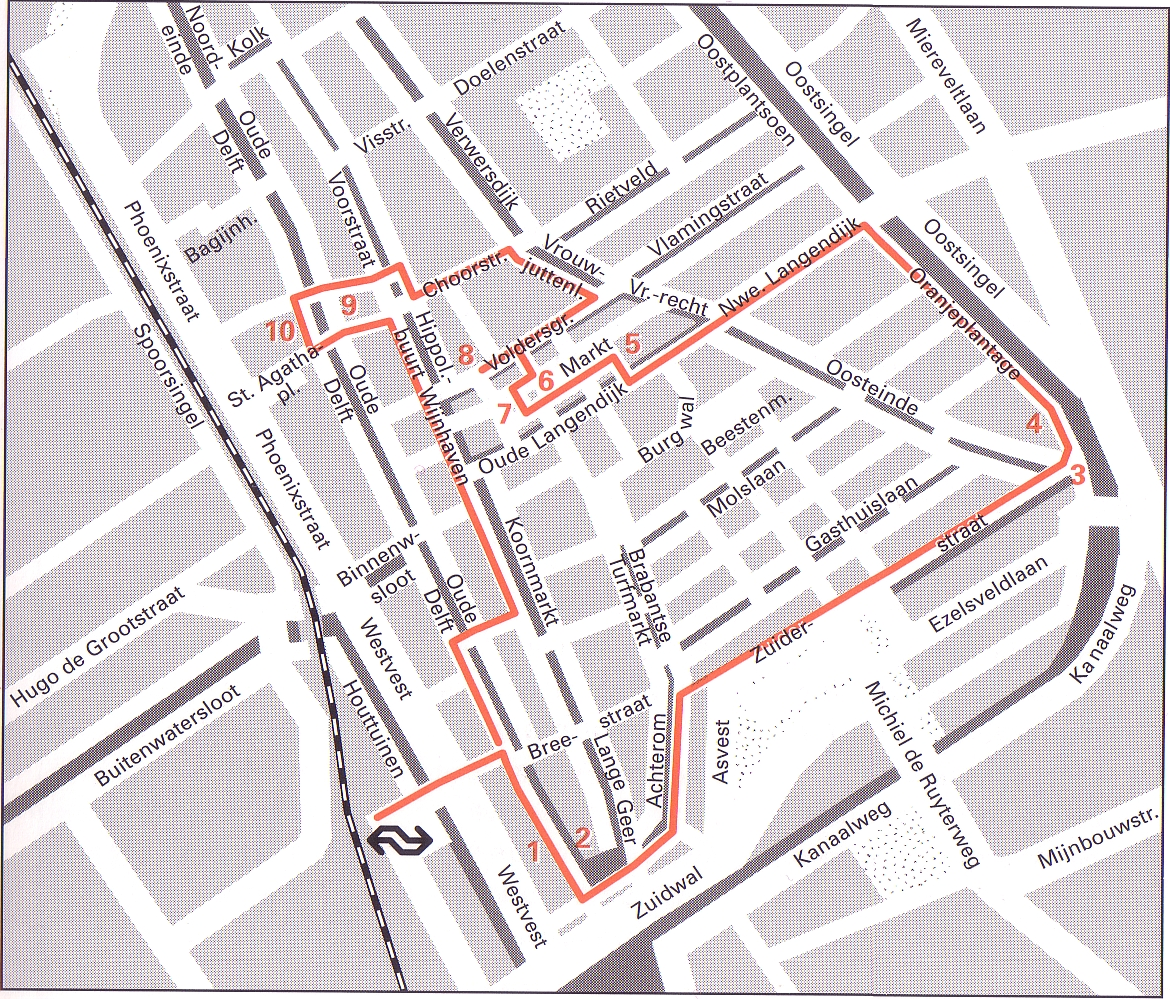 Noord-
einde
Kolk
Doelenstraat
Oostplantsoen
Oostsingel
Miereveltlaan
Oude
Delft
Visstr.
Verwersdijk
Voorstraat
Rietveld
Vlamingstraat
Phoenixstraat
Bagijnh.
Vrouw-
juttenl.
Choorstr.
Vr.-recht
Nwe. Langendijk
Oostsingel
Oranjeplantage
Spoorsingel
St. Agatha-
pl.
10
9
Hippol.-
buurt
8
Voldersgr.
Markt
5
6
7
Oude
Delft
Wijnhaven
Oude Langendijk
Burg wal
Beestenm.
Oosteinde
4
3
Phoenixstraat
Molslaan
Gasthuislaan
Binnenw-
sloot
Koornmarkt
Oude
Delft
Brabantse
Turfmarkt
Zuider-
straat
Ezelsveldlaan
Kanaalweg
Hugo de Grootstraat
Buitenwatersloot
Westvest
Houttuinen
Bree-
straat
Lange Geer
Achterom
Asvest
Michiel de Ruyterweg
1
2
Westvest
Zuidwal
Kanaalweg
Mijnbouwstr.